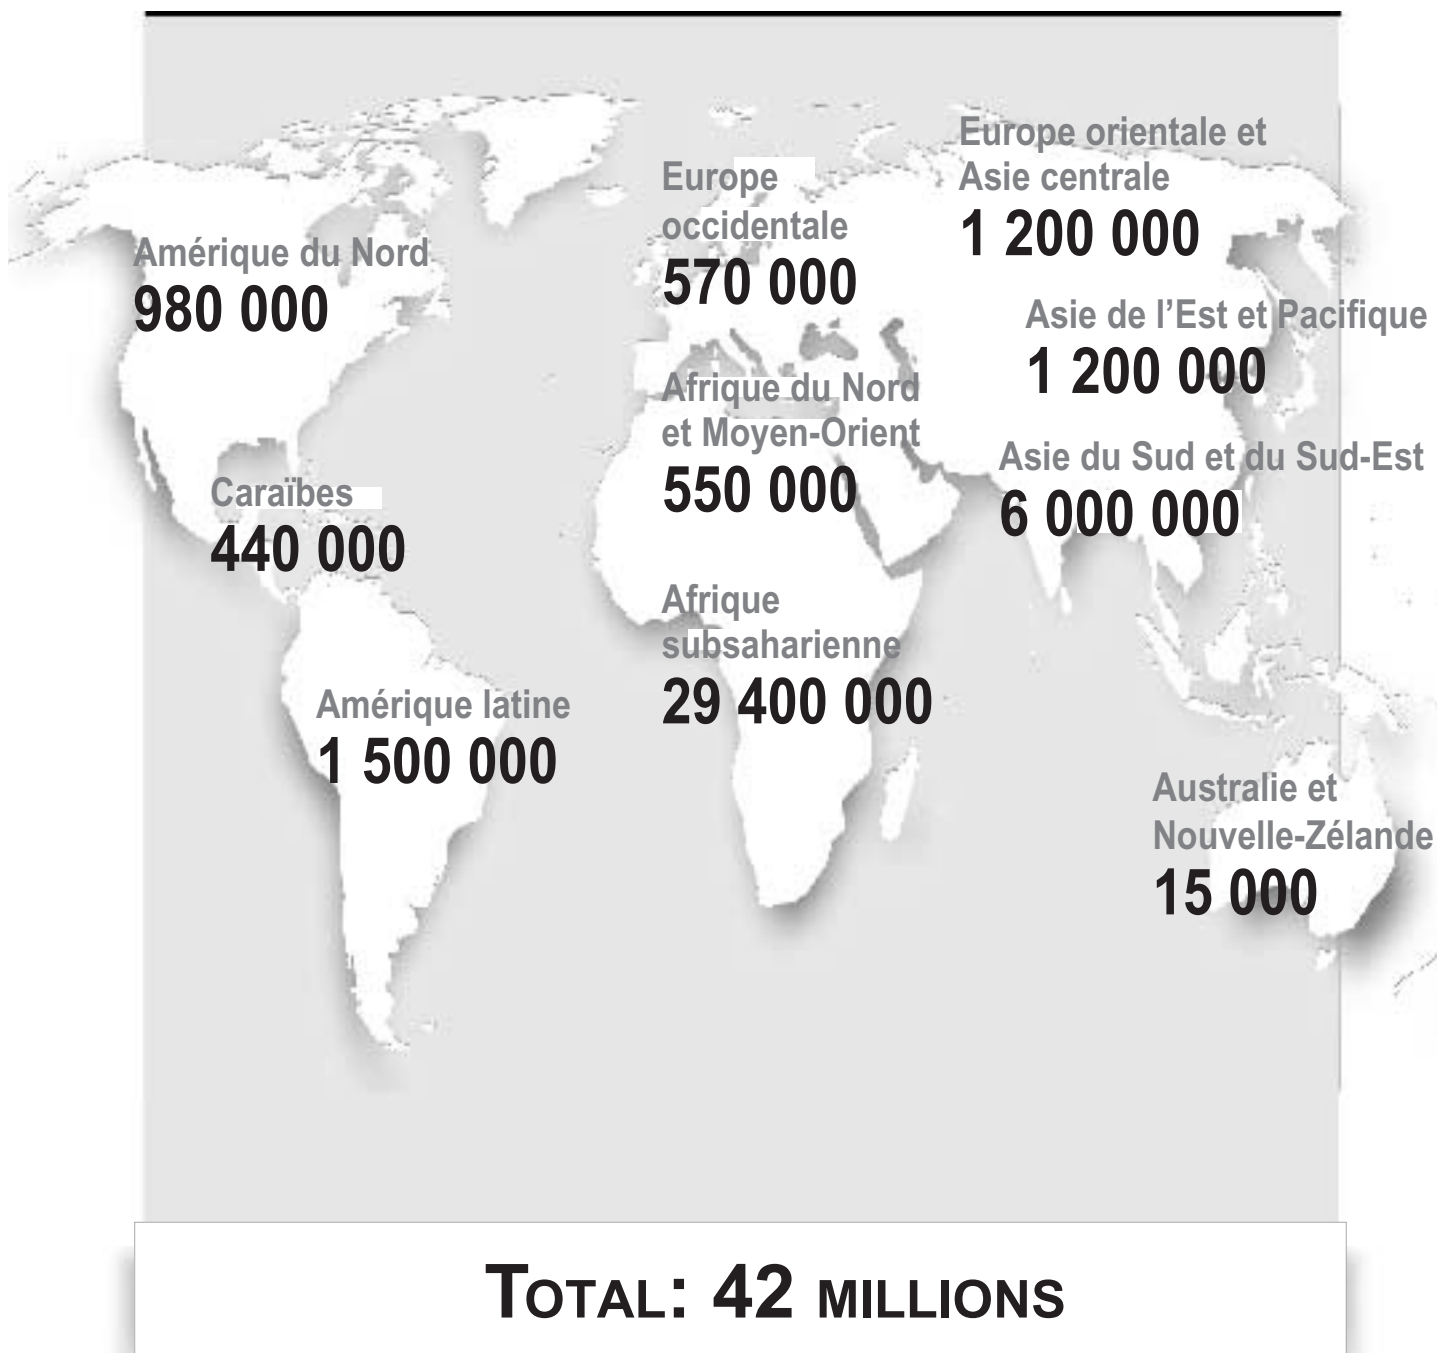 Europe orientale et
Asie centrale
1 200 000
Europe
occidentale
570 000
Amérique du Nord
980 000
Asie de l’Est et Pacifique
1 200 000
Afrique du Nord
et Moyen-Orient
550 000
Asie du Sud et du Sud-Est
6 000 000
Caraïbes
440 000
Afrique
subsaharienne
29 400 000
Amérique latine
1 500 000
Australie et
Nouvelle-Zélande
15 000
TOTAL: 42 MILLIONS